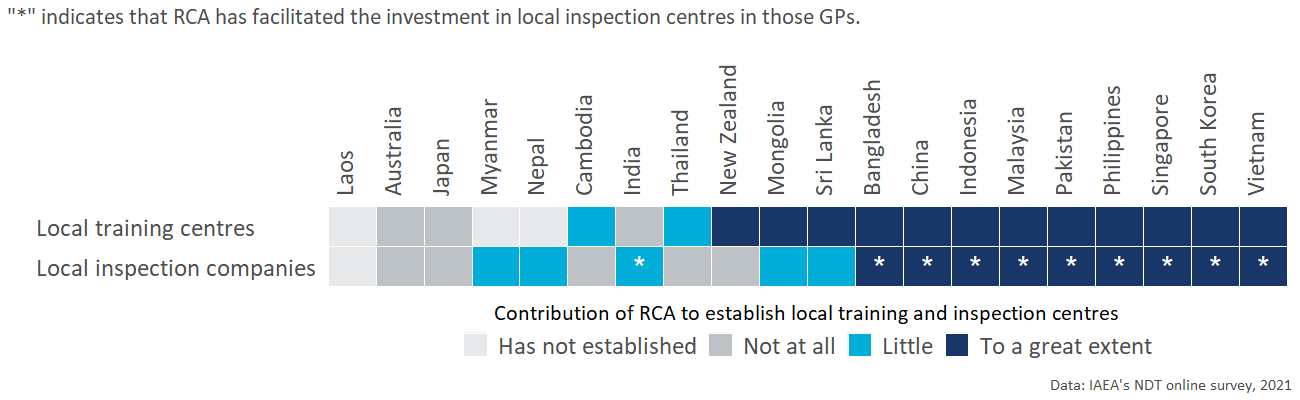 "*" indicates that RCA has facilitated the investment in local inspection centres in those GPs.
Laos
Australia
Japan
Myanmar
Nepal
Cambodia
India
Thailand
New Zealand
Mongolia
Sri Lanka
Bangladesh
China
Indonesia
Malaysia
Pakistan
Philippines
Singapore
South Korea
Vietnam
Local training centres
Local inspection companies * * * * * * * * * *
Contribution of RCA to establish local training and inspection centres
Has not established Not at all Little To a great extent
Data: IAEA's NDT online survey, 2021